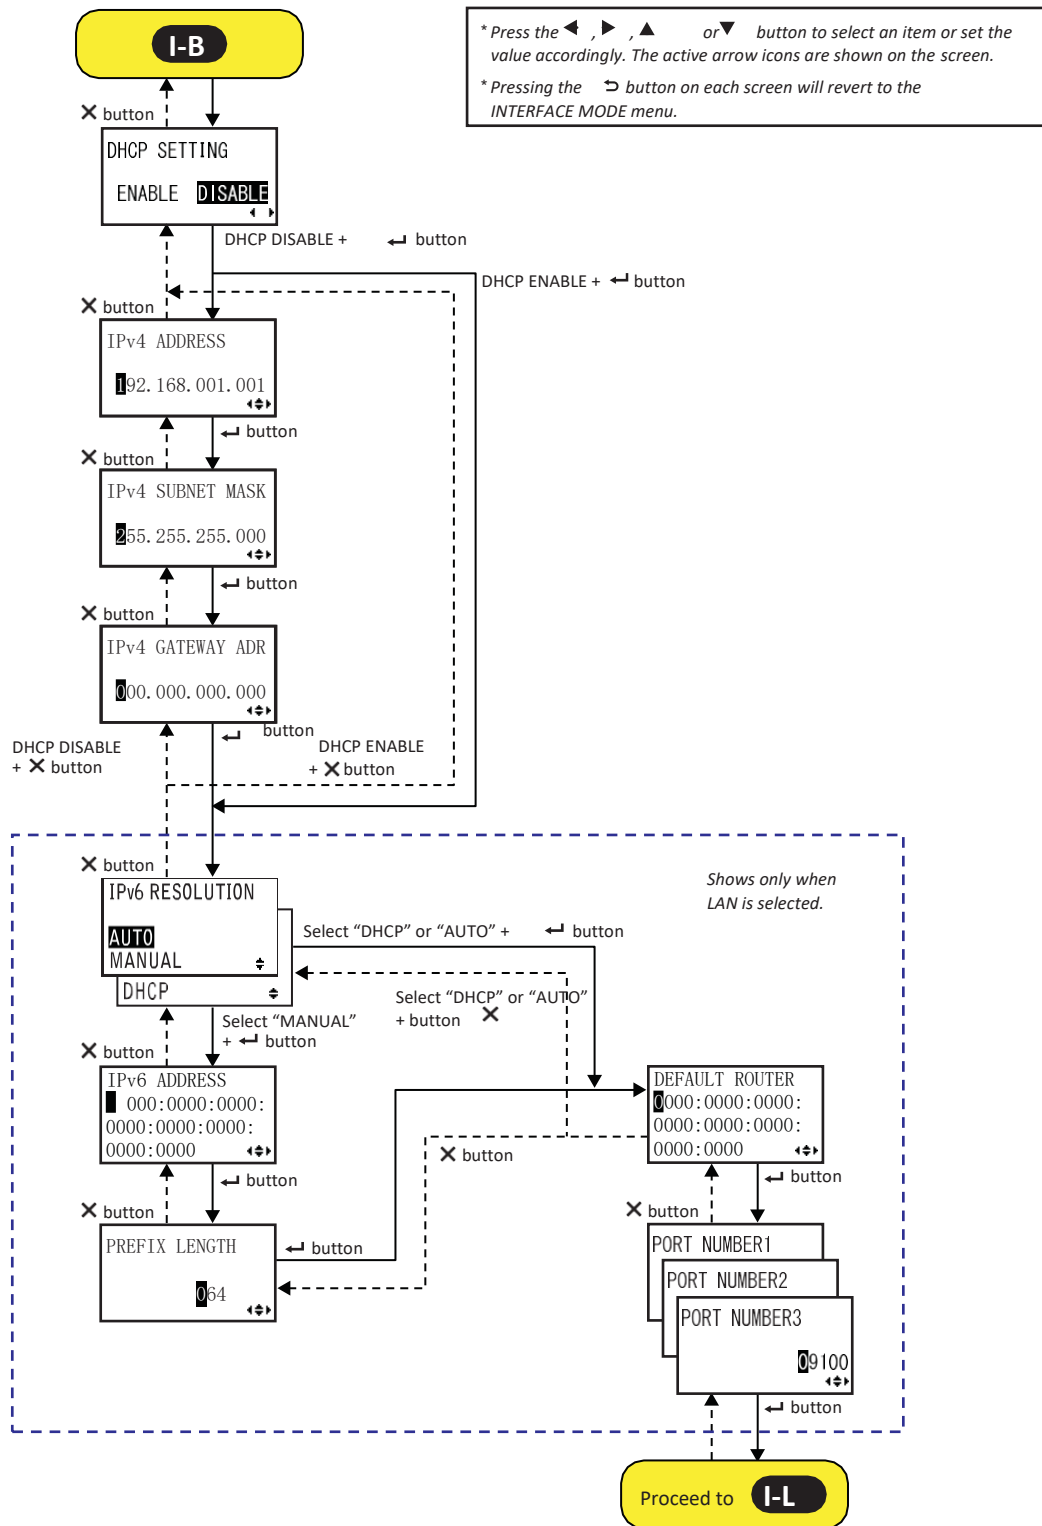 I-B
* Press the ◄ , ► , ▲ or ▼ button to select an item or set the
value accordingly. The active arrow icons are shown on the screen.
* Pressing the ⮌ button on each screen will revert to the
INTERFACE MODE menu.
✕ button
DHCP SETTING
ENABLE DISABLE
DHCP DISABLE + ↵ button
DHCP ENABLE + ↵ button
✕ button
IPv4 ADDRESS
192.168.001.001
↵ button
✕ button
IPv4 SUBNET MASK
255.255.255.000
↵ button
✕ button
IPv4 GATEWAY ADR
000.000.000.000
↵ button
DHCP DISABLE
+ ✕ button
DHCP ENABLE
+ ✕ button
✕ button
IPv6 RESOLUTION
AUTO
MANUAL
DHCP
Shows only when
LAN is selected.
Select “DHCP” or “AUTO” + ↵ button
Select “DHCP” or “AUTO”
+ button ✕
Select “MANUAL”
+ ↵ button
✕ button
IPv6 ADDRESS
000:0000:0000:
0000:0000:0000:
0000:0000
DEFAULT ROUTER
0000:0000:0000:
0000:0000:0000:
0000:0000
✕ button
↵ button
↵ button
✕ button
PREFIX LENGTH
064
↵ button
✕ button
PORT NUMBER1
PORT NUMBER2
PORT NUMBER3
09100
↵ button
Proceed to I-L